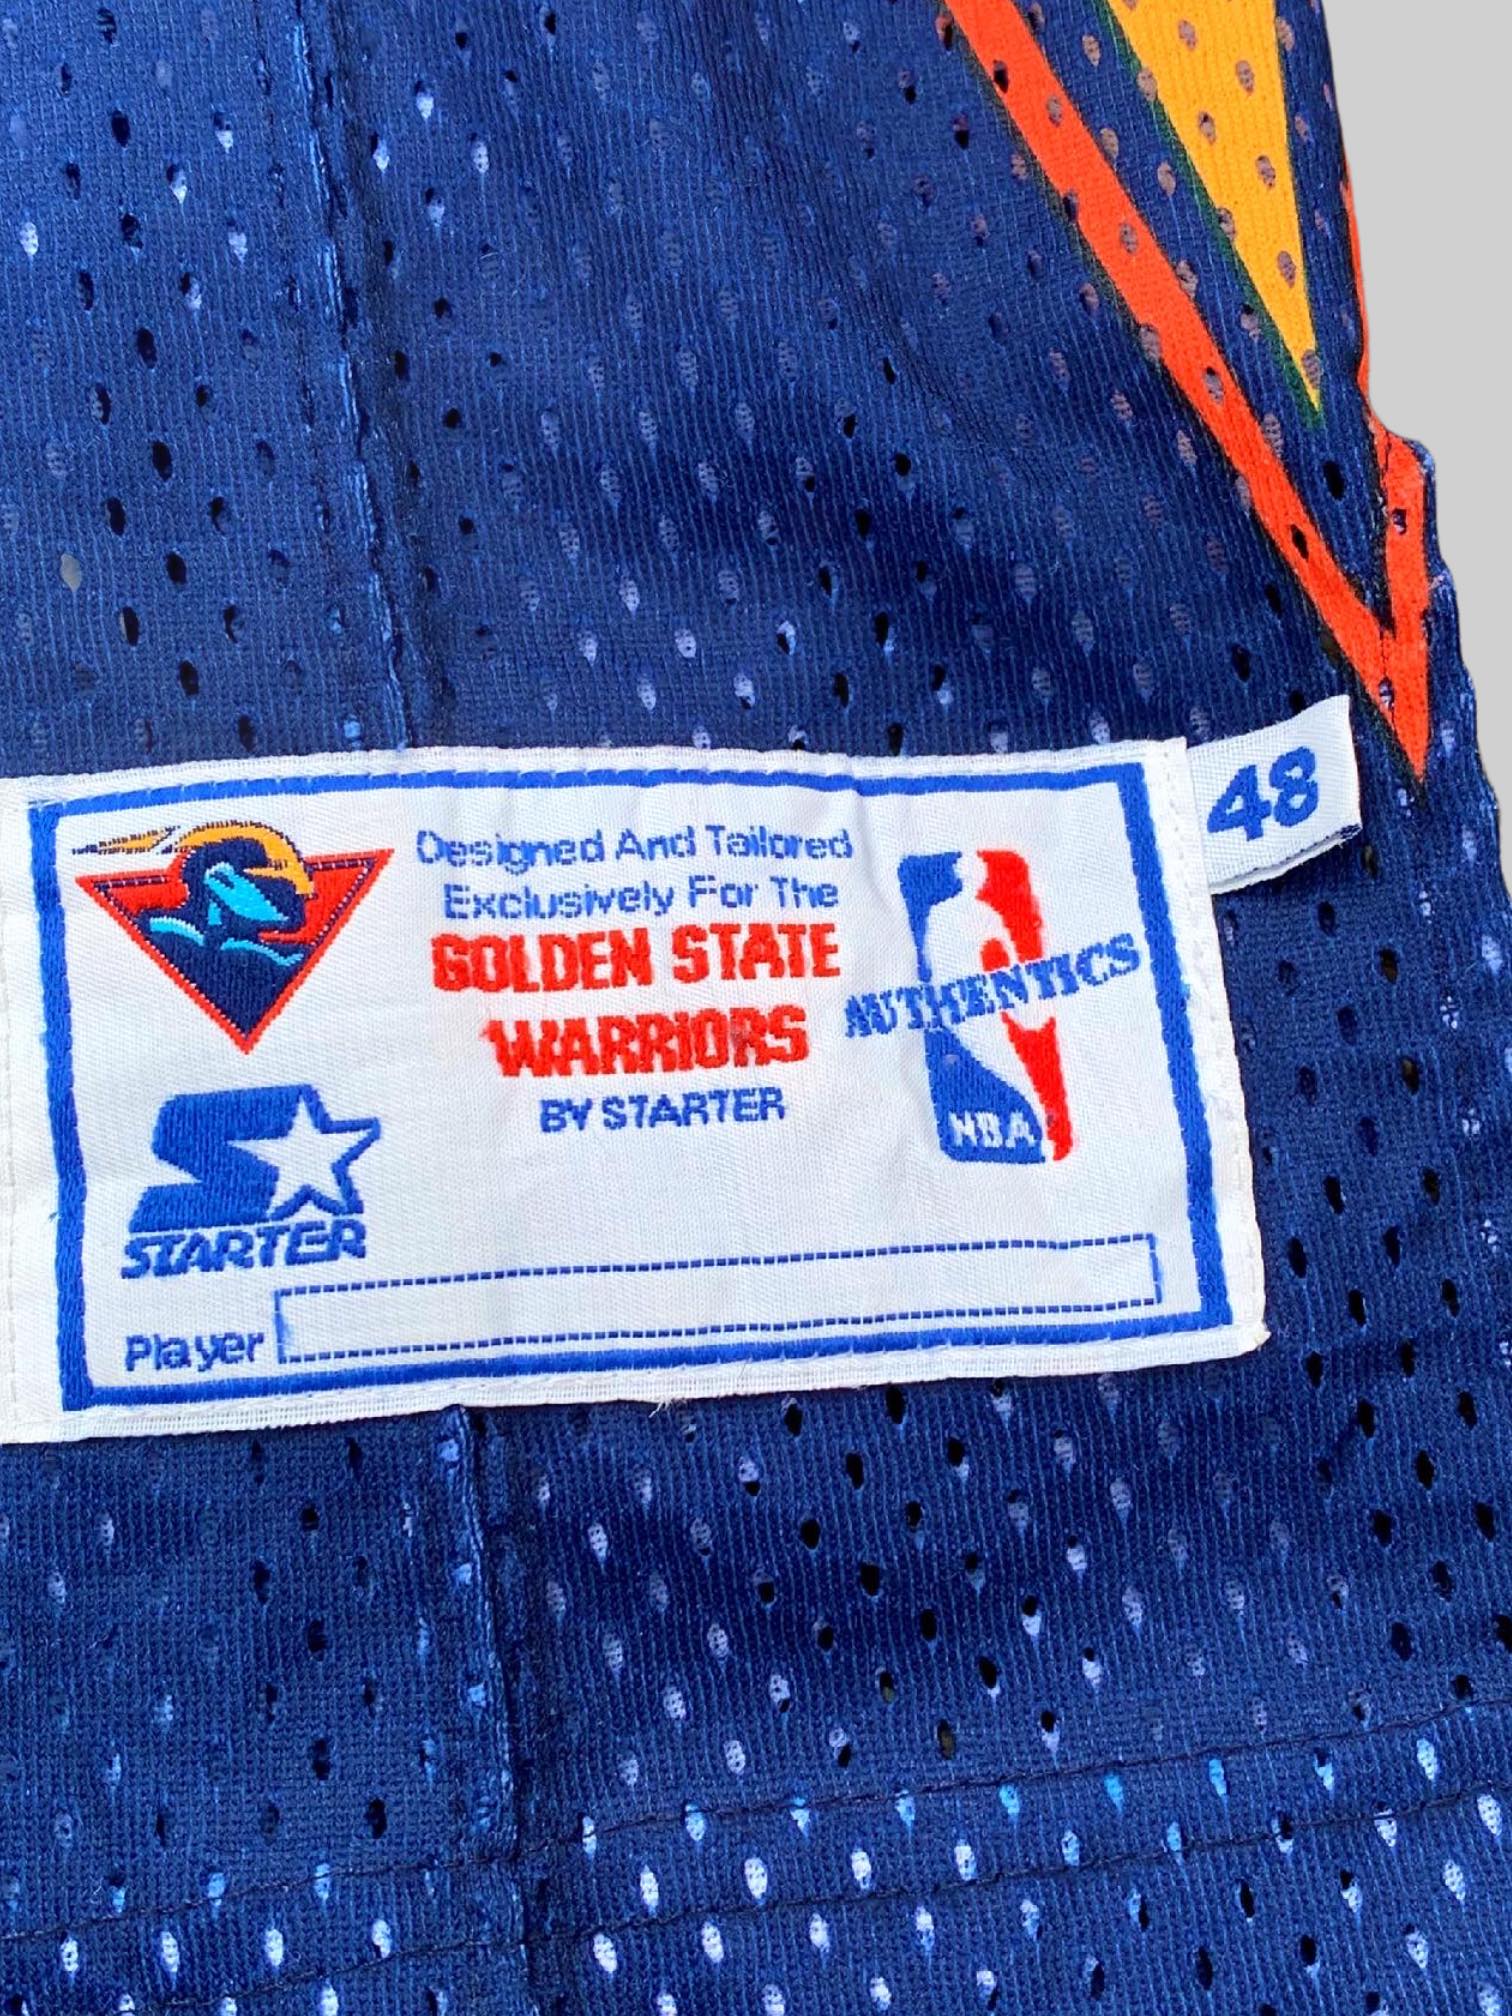 Designed And Tailored
Exclusively For The
GOLDEN STATE
WARRIORS
BY STARTER
AUTHENTICS
NBA
48
STARTER
Player